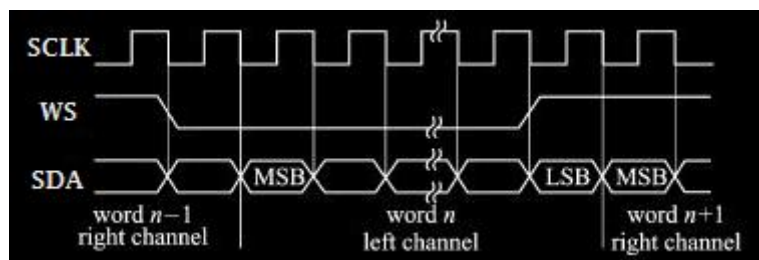 SCLK
WS
SDA
MSB
LSB
MSB
word n−1
right channel
word n
left channel
word n+1
right channel